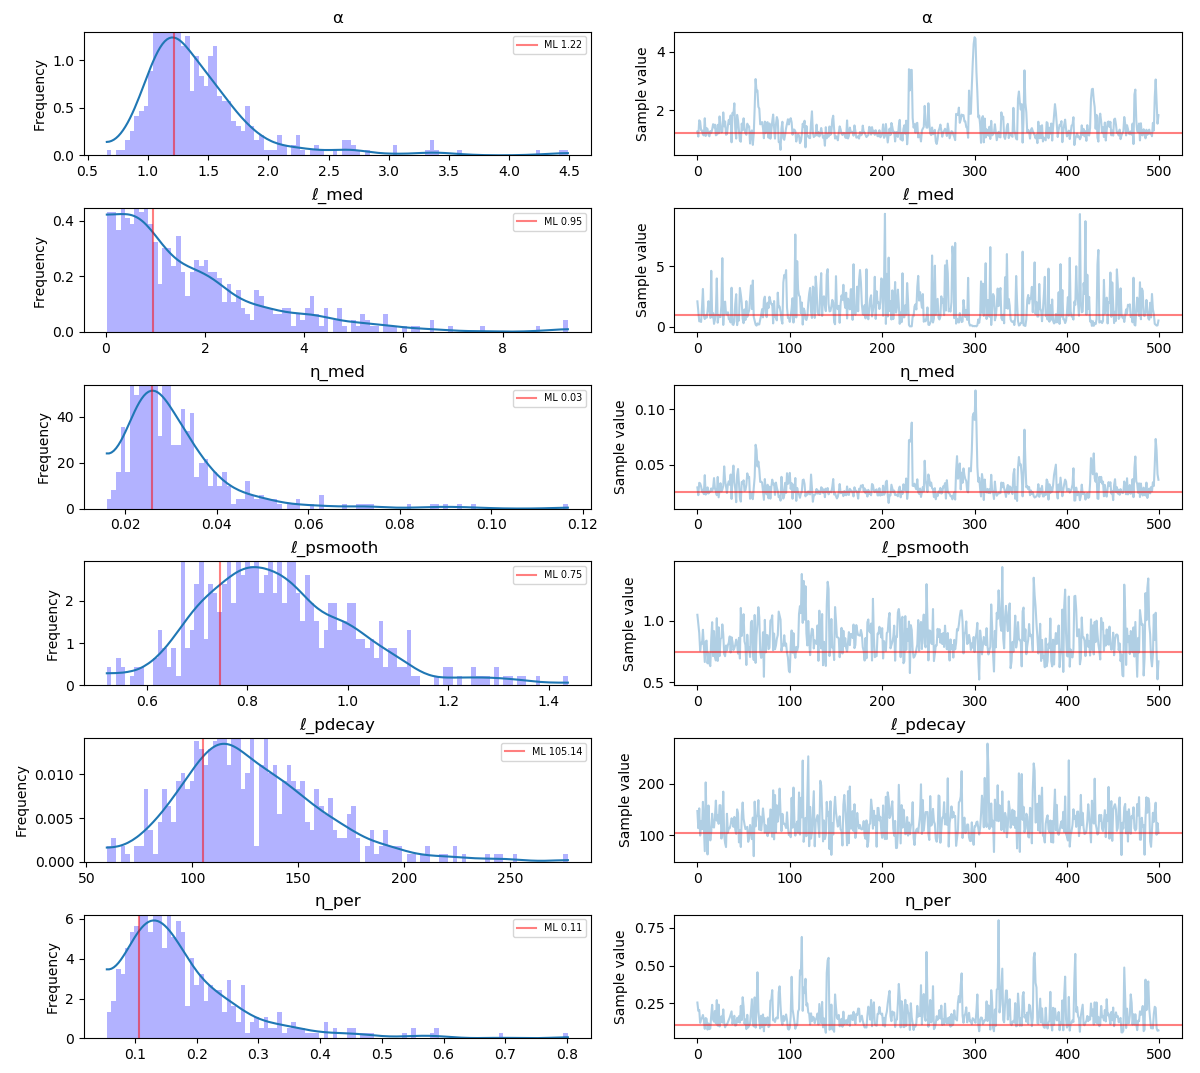 α
Frequency
ML 1.22
0.0 0.5 1.0
0.5 1.0 1.5 2.0 2.5 3.0 3.5 4.0 4.5
α
Sample value
2 4
0 100 200 300 400 500
ℓ_med
Frequency
ML 0.95
0.0 0.2 0.4
0 2 4 6 8
ℓ_med
Sample value
0 5
0 100 200 300 400 500
η_med
Frequency
ML 0.03
0 20 40
0.02 0.04 0.06 0.08 0.10 0.12
η_med
Sample value
0.05 0.10
0 100 200 300 400 500
ℓ_psmooth
Frequency
ML 0.75
0 1 2
0.6 0.8 1.0 1.2 1.4
ℓ_psmooth
Sample value
0.5 1.0
0 100 200 300 400 500
ℓ_pdecay
Frequency
ML 105.14
0.000 0.005 0.010
50 100 150 200 250
ℓ_pdecay
Sample value
100 200
0 100 200 300 400 500
η_per
Frequency
ML 0.11
0 2 4 6
0.1 0.2 0.3 0.4 0.5 0.6 0.7 0.8
η_per
Sample value
0.25 0.50 0.75
0 100 200 300 400 500